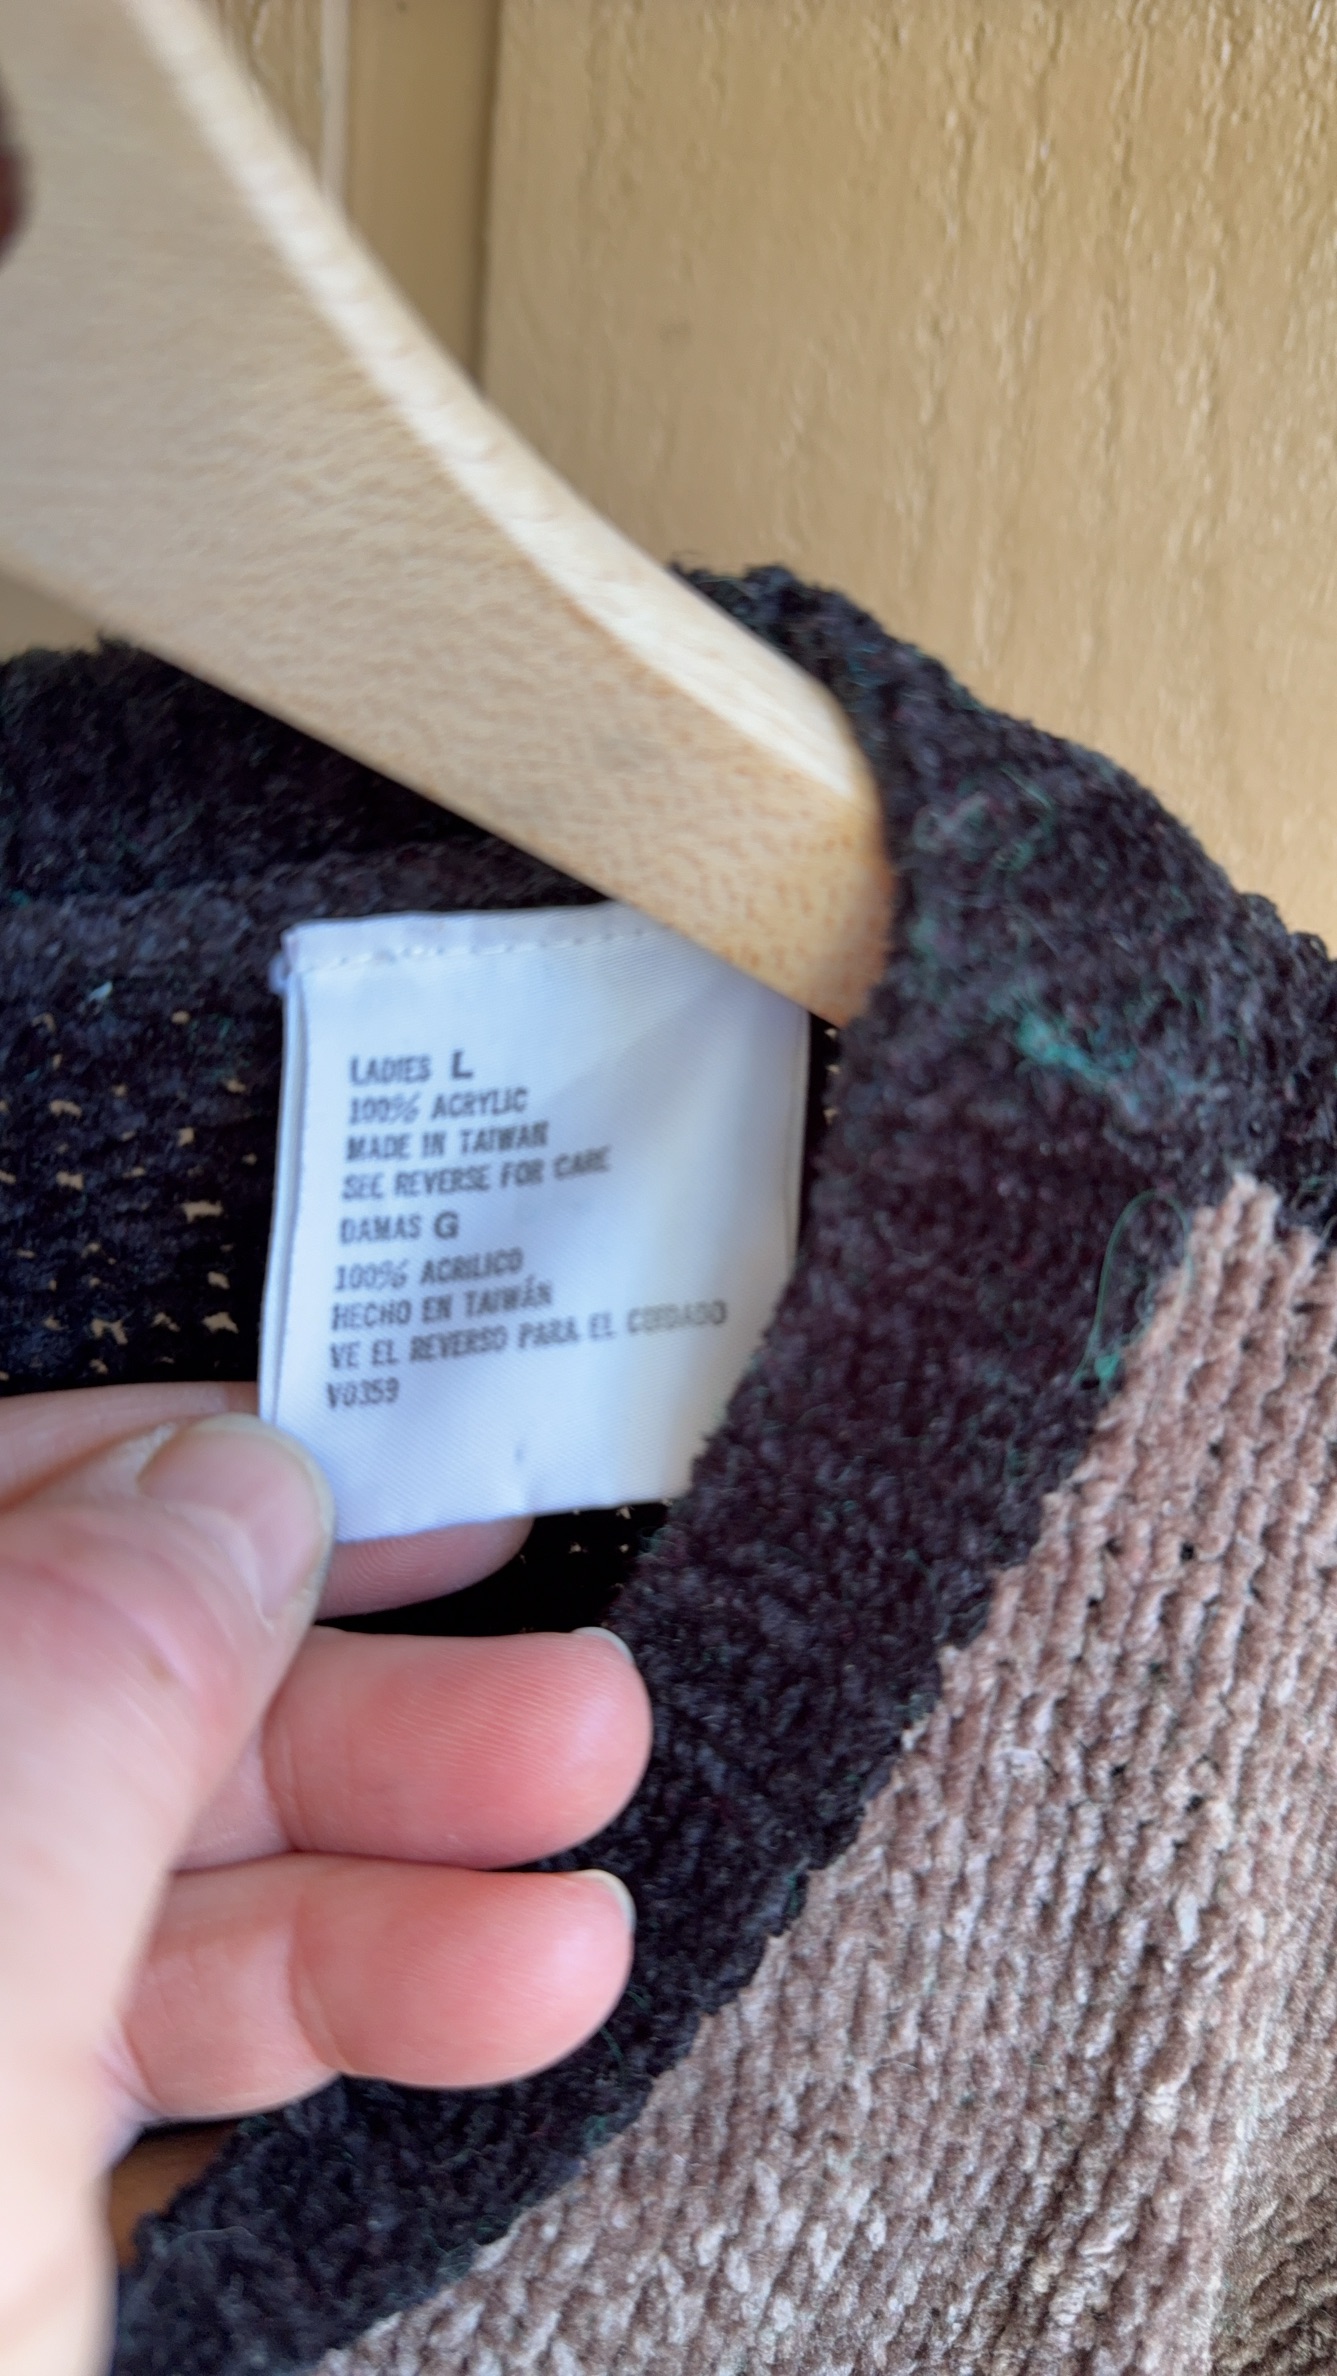 LADIES L
100% ACRYLIC
MADE IN TAIWAN
SEE REVERSE FOR CARE
DAMAS G
100% ACRILICO
HECHO EN TAIWÁN
VE EL REVERSO PARA EL CUIDADO
V0359